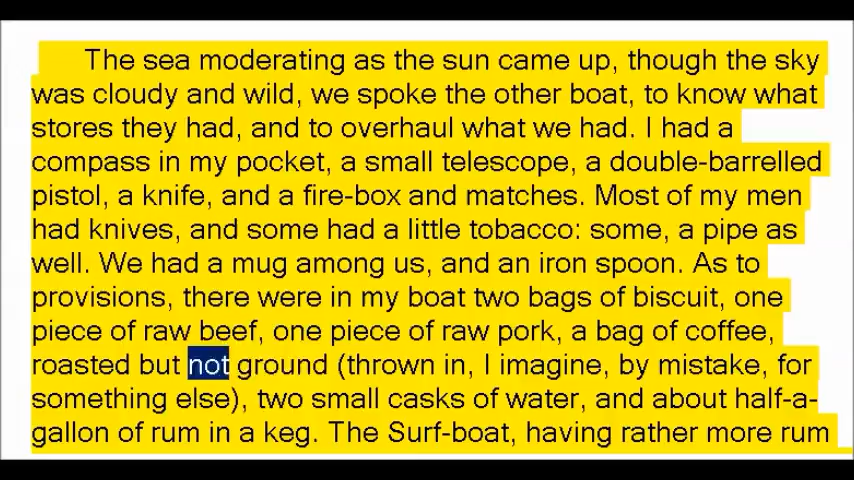 The sea moderating as the sun came up, though the sky
was cloudy and wild, we spoke the other boat, to know what
stores they had, and to overhaul what we had. I had a
compass in my pocket, a small telescope, a double-barrelled
pistol, a knife, and a fire-box and matches. Most of my men
had knives, and some had a little tobacco: some, a pipe as
well. We had a mug among us, and an iron spoon. As to
provisions, there were in my boat two bags of biscuit, one
piece of raw beef, one piece of raw pork, a bag of coffee,
roasted but not ground (thrown in, I imagine, by mistake, for
something else), two small casks of water, and about half-a-
gallon of rum in a keg. The Surf-boat, having rather more rum